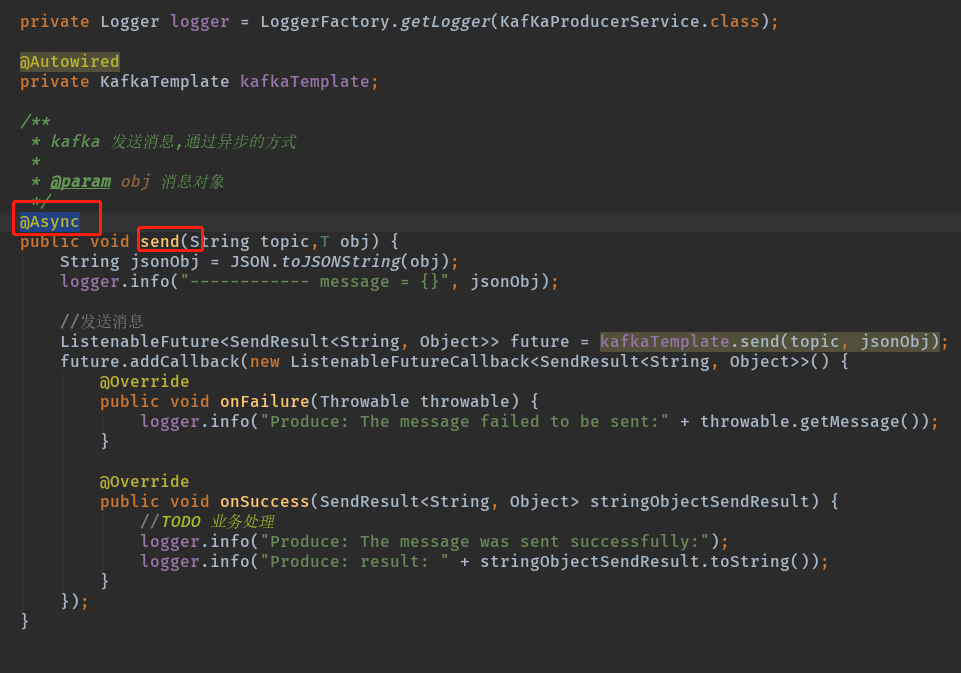 private Logger logger = LoggerFactory.getLogger(KafKaProducerService.class);
@Autowired
private KafkaTemplate kafkaTemplate;
/**
* kafka 发送消息,通过异步的方式
*
* @param obj 消息对象
*/
@Async
public void send(String topic,T obj) {
String jsonObj = JSON.toJSONString(obj);
logger.info("------------ message = {}", jsonObj);
//发送消息
ListenableFuture<SendResult<String, Object>> future = kafkaTemplate.send(topic, jsonObj);
future.addCallback(new ListenableFutureCallback<SendResult<String, Object>>() {
@Override
public void onFailure(Throwable throwable) {
logger.info("Produce: The message failed to be sent:" + throwable.getMessage());
}
@Override
public void onSuccess(SendResult<String, Object> stringObjectSendResult) {
//TODO 业务处理
logger.info("Produce: The message was sent successfully:");
logger.info("Produce: result: " + stringObjectSendResult.toString());
}
});
}